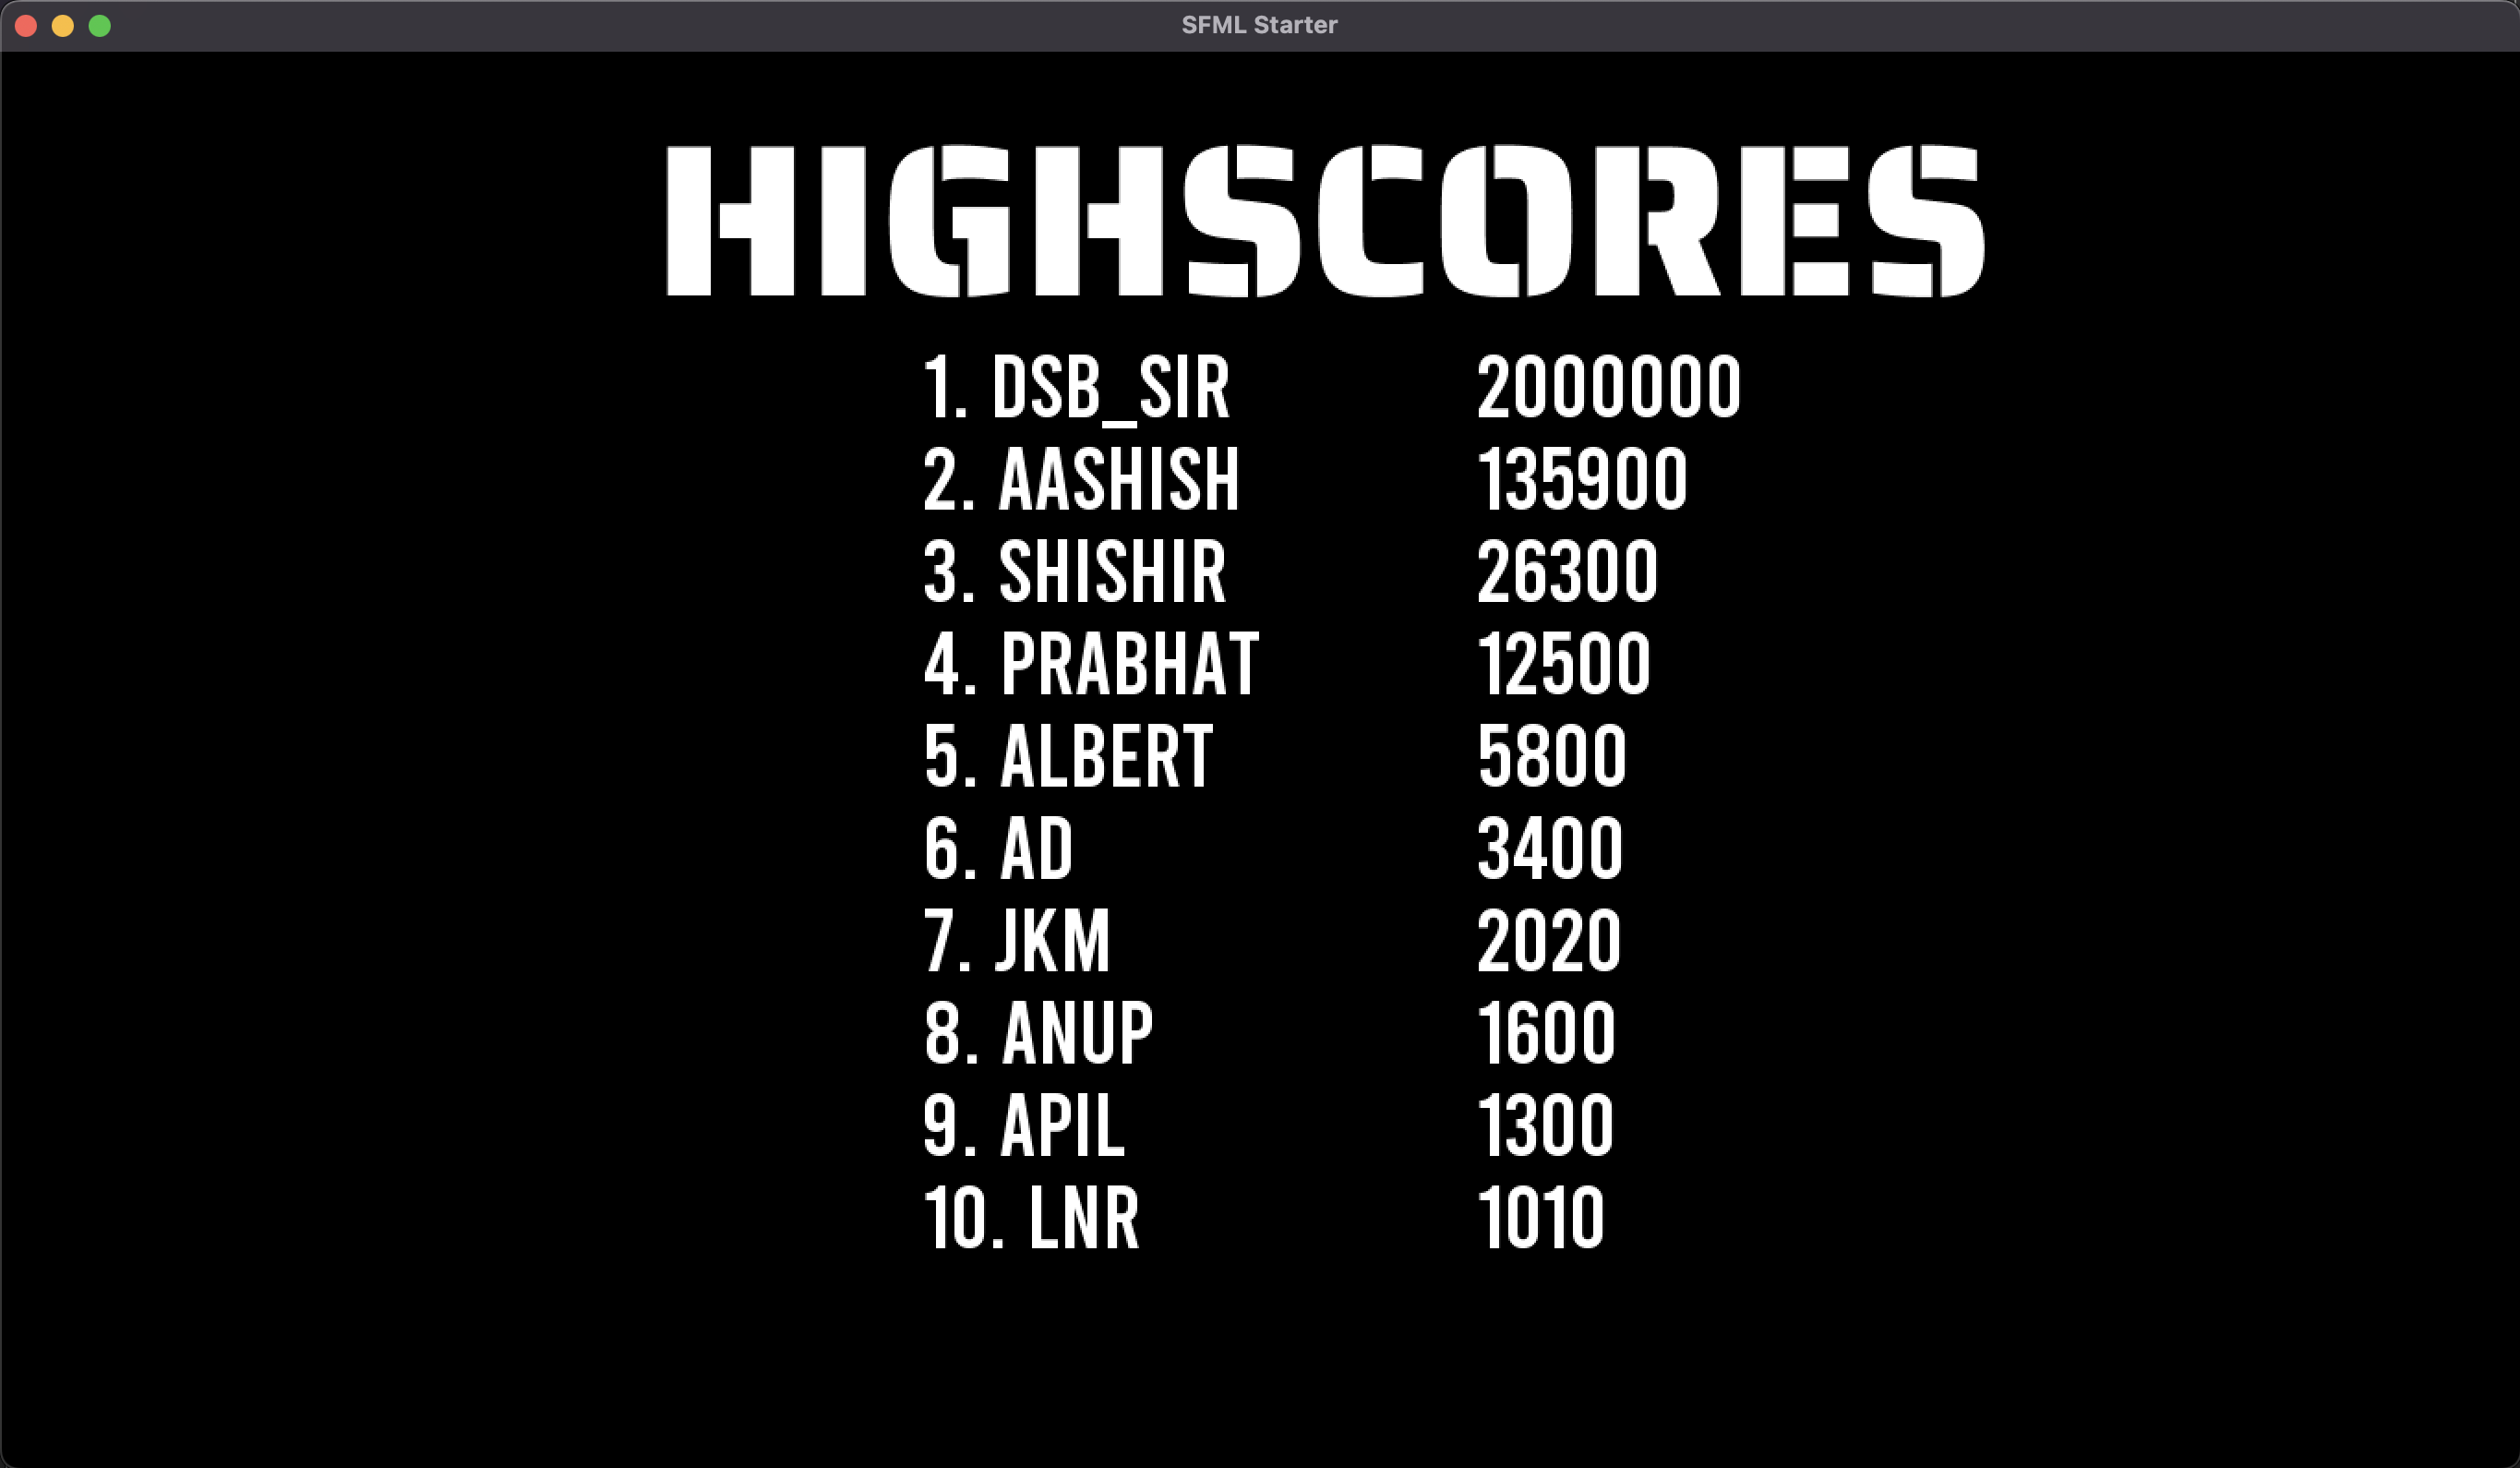 SFML Starter
HIGHSCORES
1. DSB_SIR 2000000
2. AASHISH 135900
3. SHISHIR 26300
4. PRABHAT 12500
5. ALBERT 5800
6. AD 3400
7. JKM 2020
8. ANUP 1600
9. APIL 1300
10. LNR 1010